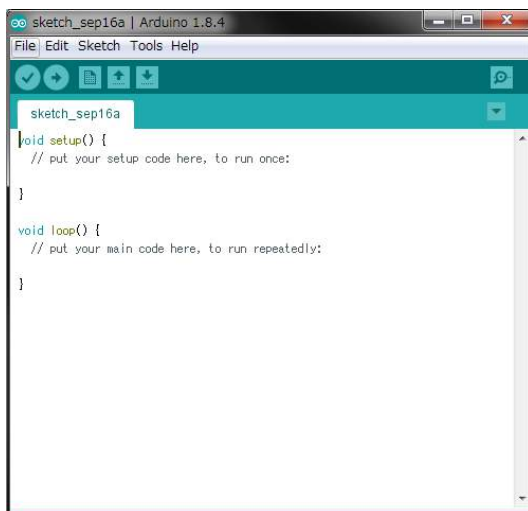 sketch_sep16a | Arduino 1.8.4
File Edit Sketch Tools Help
sketch_sep16a
void setup() {
  // put your setup code here, to run once:
}
void loop() {
  // put your main code here, to run repeatedly:
}